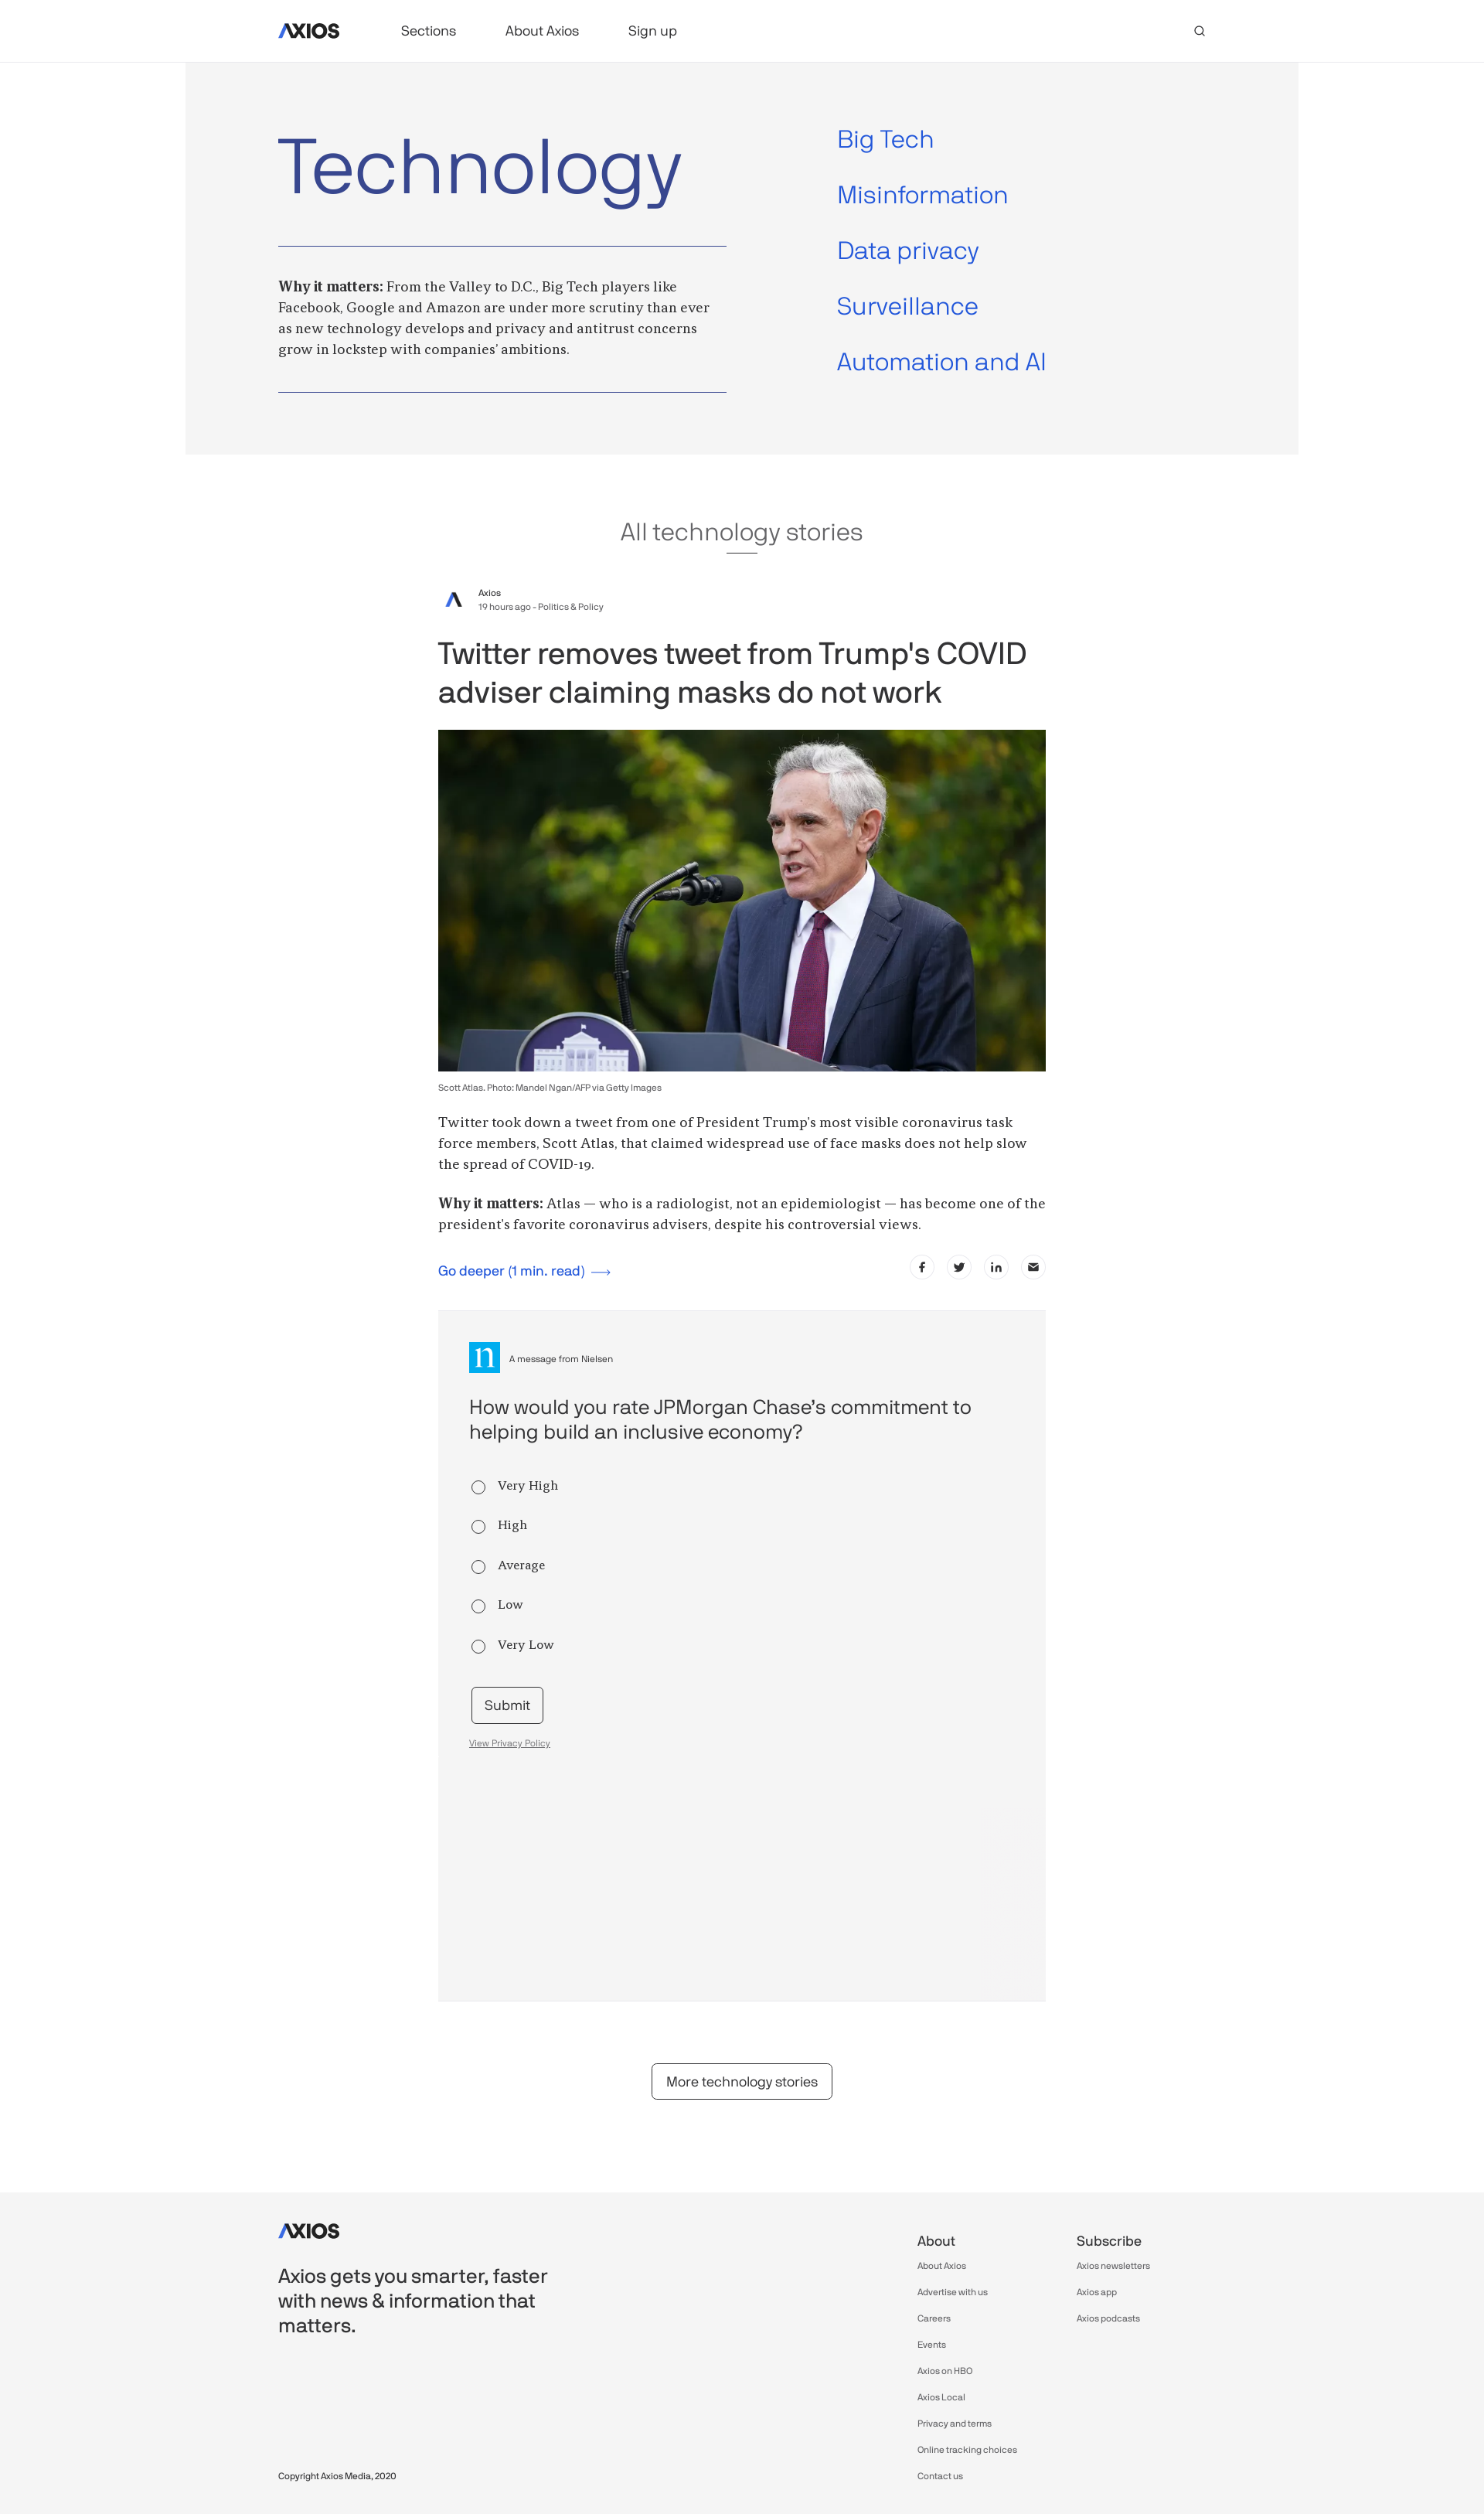 AXIOS
Sections
About Axios
Sign up
Technology
Why it matters: From the Valley to D.C., Big Tech players like
Facebook, Google and Amazon are under more scrutiny than ever
as new technology develops and privacy and antitrust concerns
grow in lockstep with companies' ambitions.
Big Tech
Misinformation
Data privacy
Surveillance
Automation and AI
All technology stories
Axios
19 hours ago - Politics & Policy
Twitter removes tweet from Trump's COVID
adviser claiming masks do not work
Scott Atlas. Photo: Mandel Ngan/AFP via Getty Images
Twitter took down a tweet from one of President Trump's most visible coronavirus task
force members, Scott Atlas, that claimed widespread use of face masks does not help slow
the spread of COVID-19.
Why it matters: Atlas — who is a radiologist, not an epidemiologist — has become one of the
president's favorite coronavirus advisers, despite his controversial views.
Go deeper (1 min. read)
n
A message from Nielsen
How would you rate JPMorgan Chase's commitment to
helping build an inclusive economy?
Very High
High
Average
Low
Very Low
Submit
View Privacy Policy
More technology stories
AXIOS
Axios gets you smarter, faster
with news & information that
matters.
Copyright Axios Media, 2020
About
About Axios
Advertise with us
Careers
Events
Axios on HBO
Axios Local
Privacy and terms
Online tracking choices
Contact us
Subscribe
Axios newsletters
Axios app
Axios podcasts